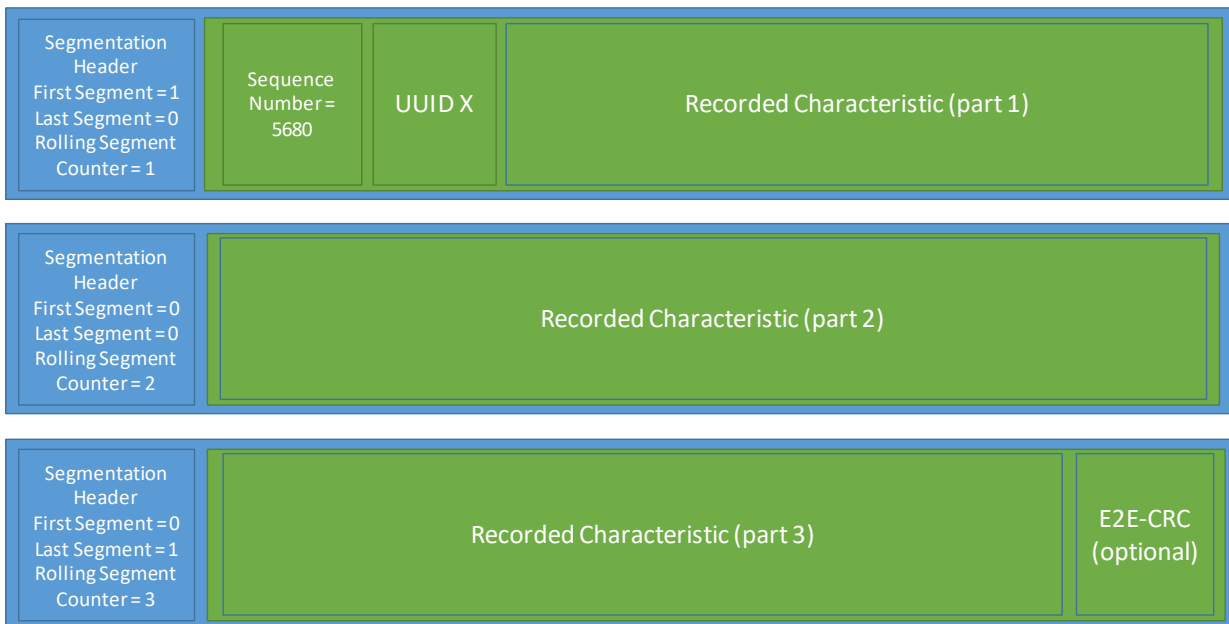 Segmentation
Header
First Segment = 1
Last Segment = 0
Rolling Segment
Counter = 1
Sequence
Number =
5680
UUID X
Recorded Characteristic (part 1)
Segmentation
Header
First Segment = 0
Last Segment = 0
Rolling Segment
Counter = 2
Recorded Characteristic (part 2)
Segmentation
Header
First Segment = 0
Last Segment = 1
Rolling Segment
Counter = 3
Recorded Characteristic (part 3)
E2E-CRC
(optional)